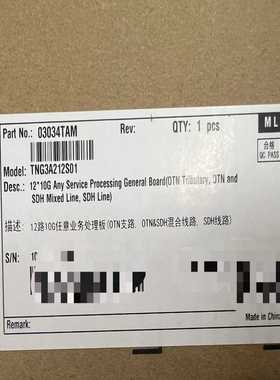 Part No.: 03034TAM Rev: QTY: 1 pcs
ML
合格
QC PASS
Model: TNG3A212S01
Desc.: 12*10G Any Service Processing General Board(OTN Tributary, OTN and
SDH Mixed Line, SDH Line)
描述: 12路10G任意业务处理板(OTN支路, OTN&SDH混合线路, SDH线路)
S/N:
Remark:
Made in China